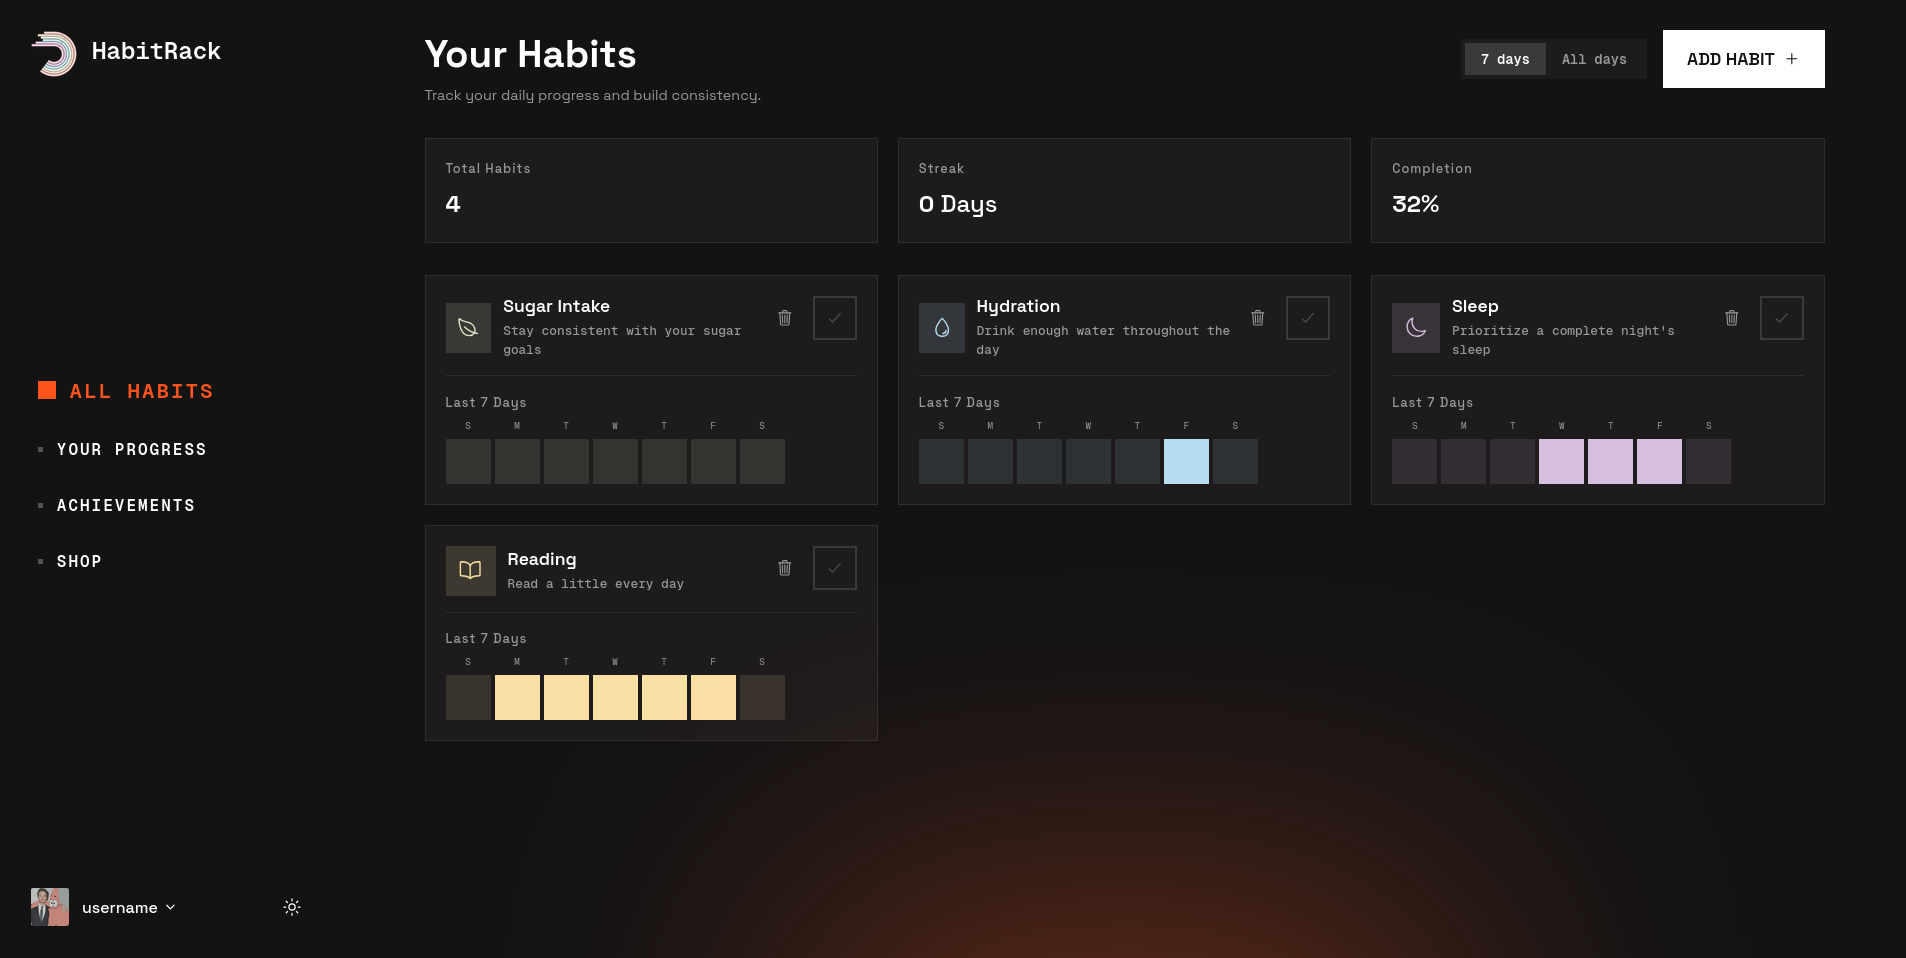 HabitRack
Your Habits
Track your daily progress and build consistency.
7 days
All days
ADD HABIT +
Total Habits
4
Streak
0 Days
Completion
32%
Sugar Intake
Stay consistent with your sugar
goals
Last 7 Days
S M T W T F S
Hydration
Drink enough water throughout the
day
Last 7 Days
S M T W T F S
Sleep
Prioritize a complete night's
sleep
Last 7 Days
S M T W T F S
Reading
Read a little every day
Last 7 Days
S M T W T F S
ALL HABITS
YOUR PROGRESS
ACHIEVEMENTS
SHOP
username